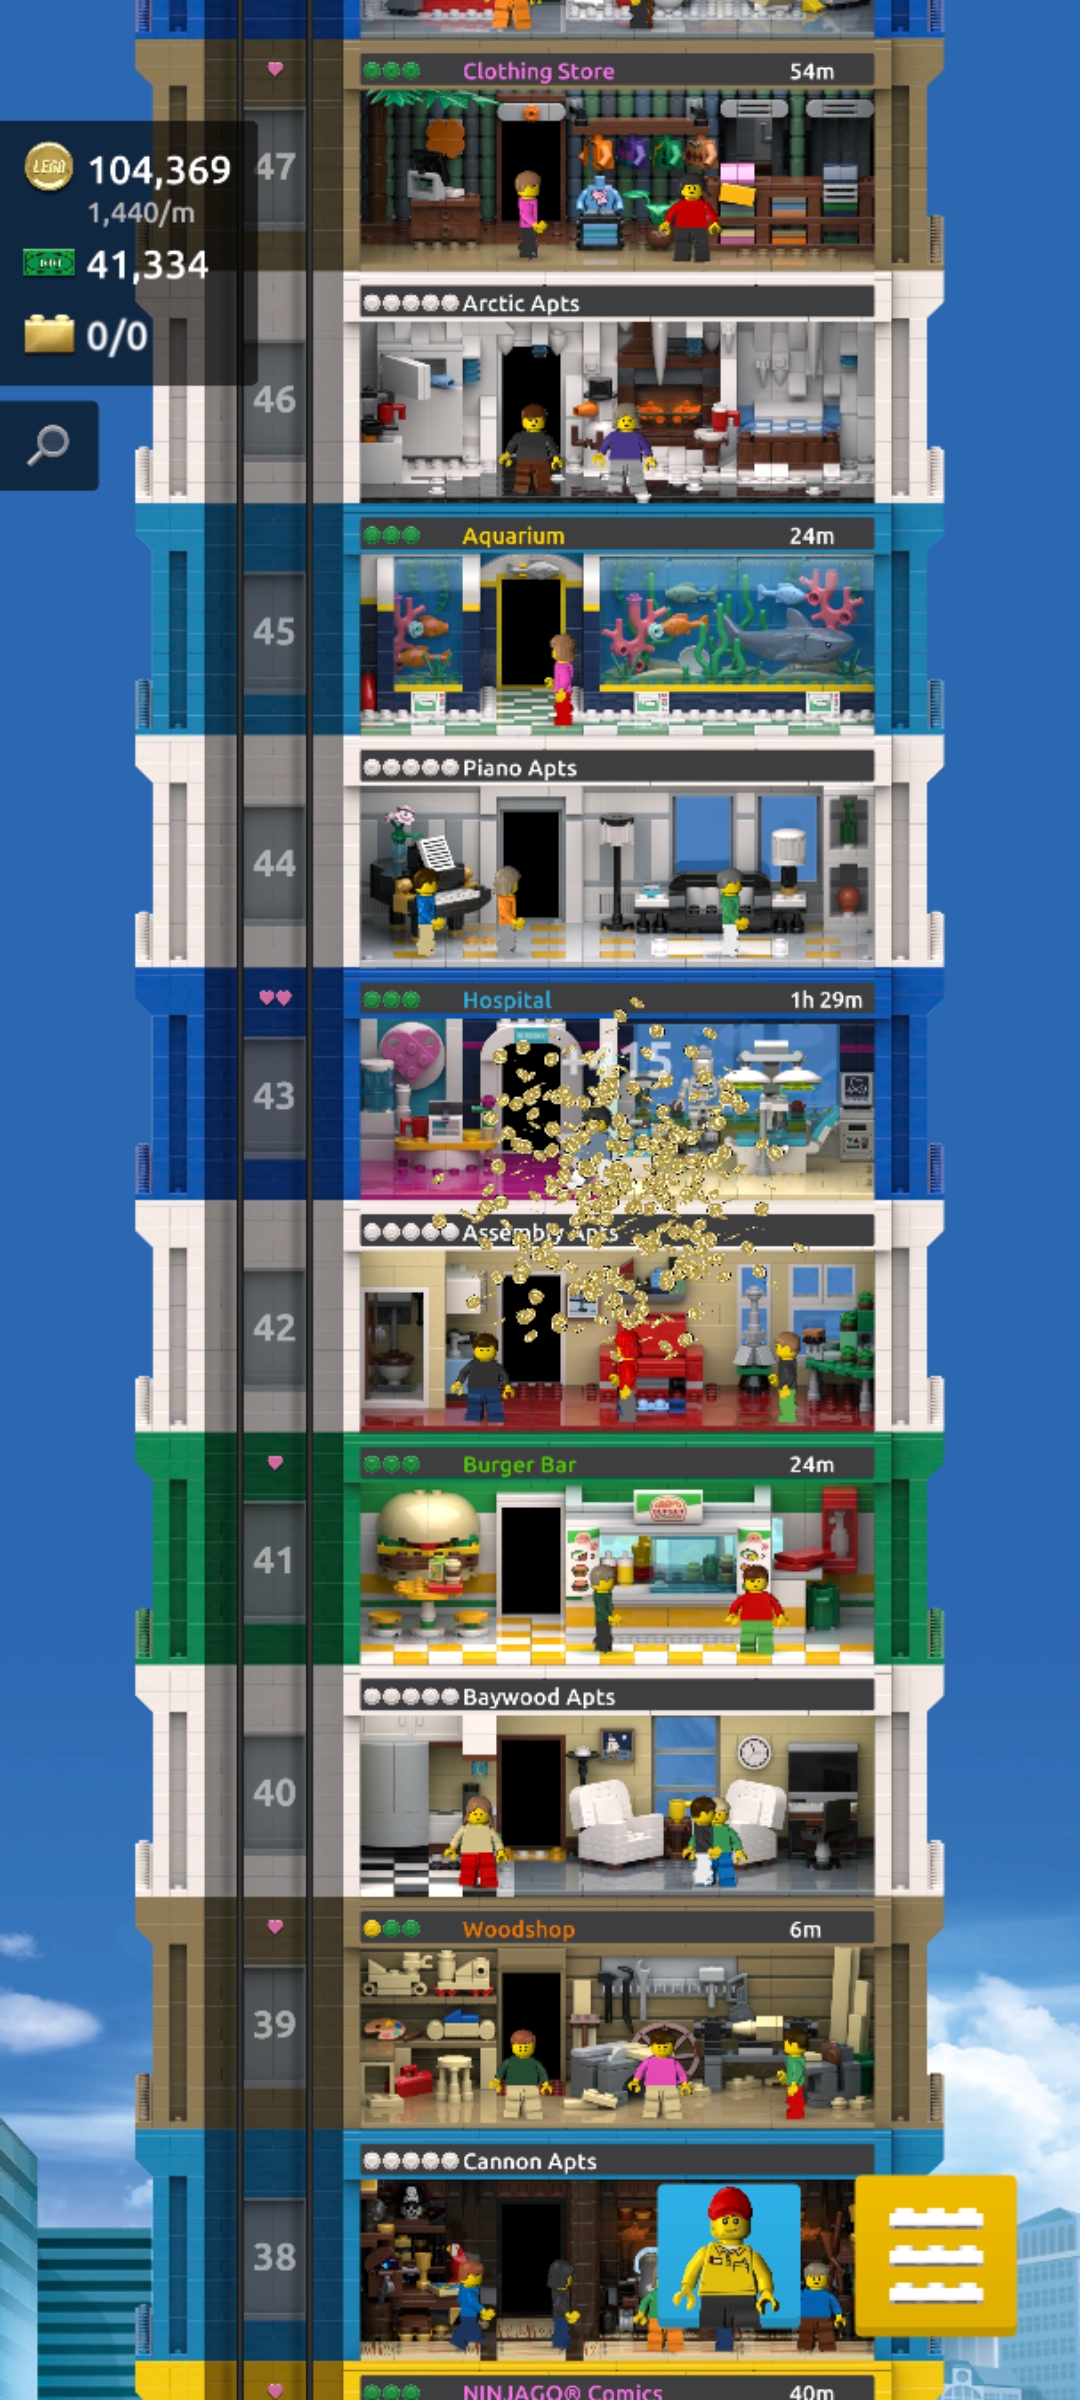 Clothing Store 54m
47
LEGO 104,369
1,440/m
41,334
0/0
Arctic Apts
46
Aquarium 24m
45
Piano Apts
44
Hospital 1h 29m
43
Assembly Apts
42
Burger Bar 24m
41
Baywood Apts
40
Woodshop 6m
39
Cannon Apts
38
NINJAGO® Comics 40m